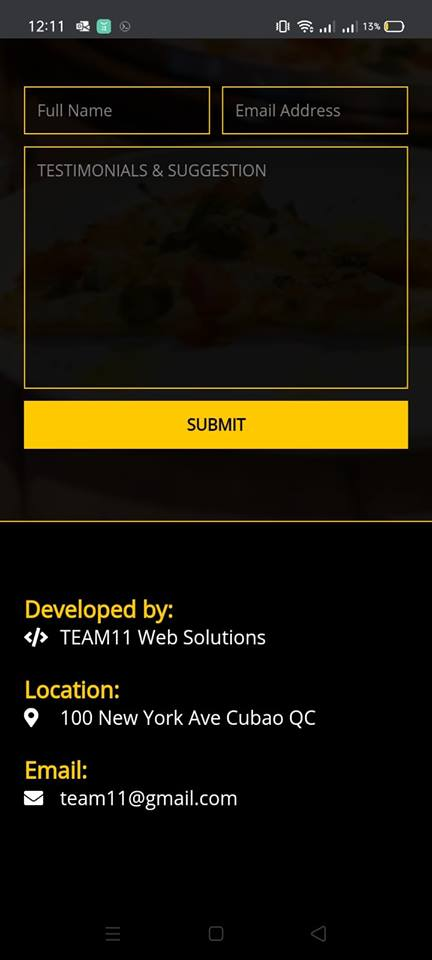 12:11
13%
Full Name
Email Address
TESTIMONIALS & SUGGESTION
SUBMIT
Developed by:
TEAM11 Web Solutions
Location:
100 New York Ave Cubao QC
Email:
team11@gmail.com